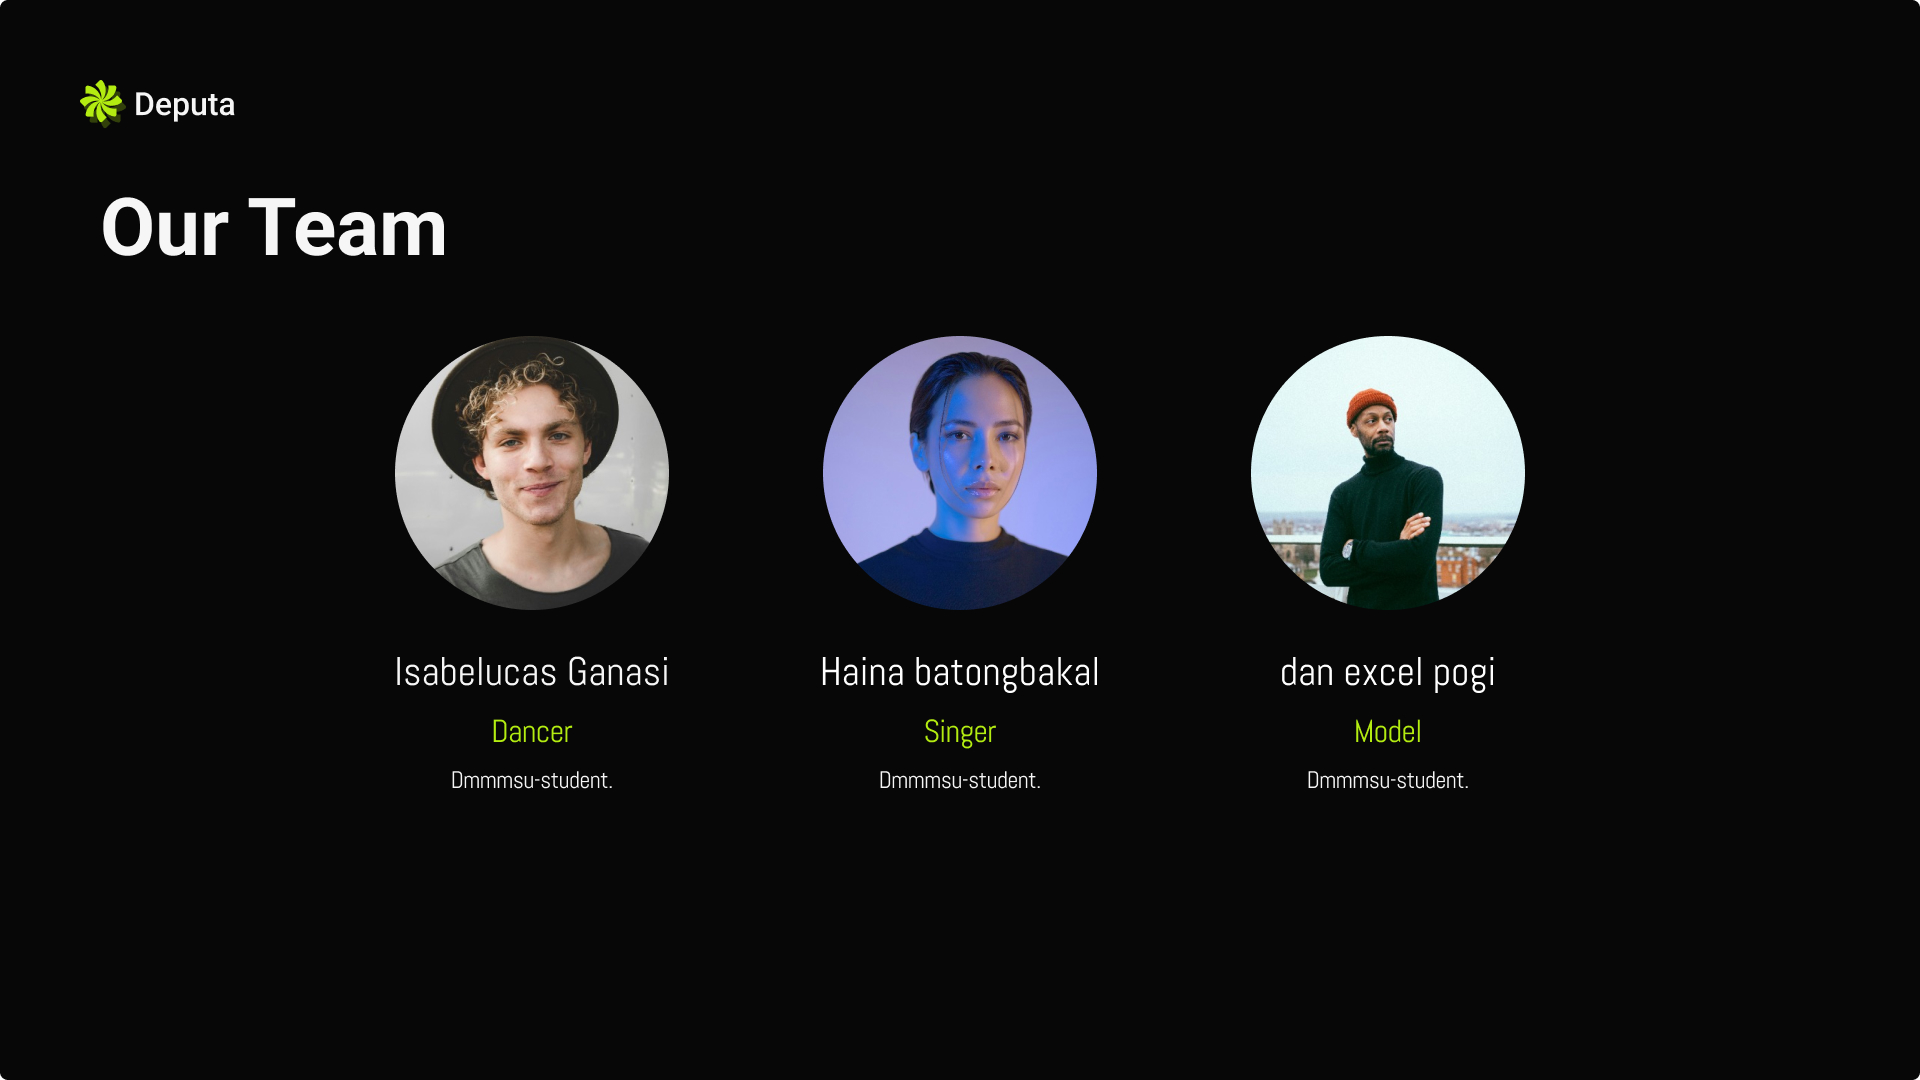 Deputa
Our Team
Isabelucas Ganasi
Dancer
Dmmmsu-student.
Haina batongbakal
Singer
Dmmmsu-student.
dan excel pogi
Model
Dmmmsu-student.